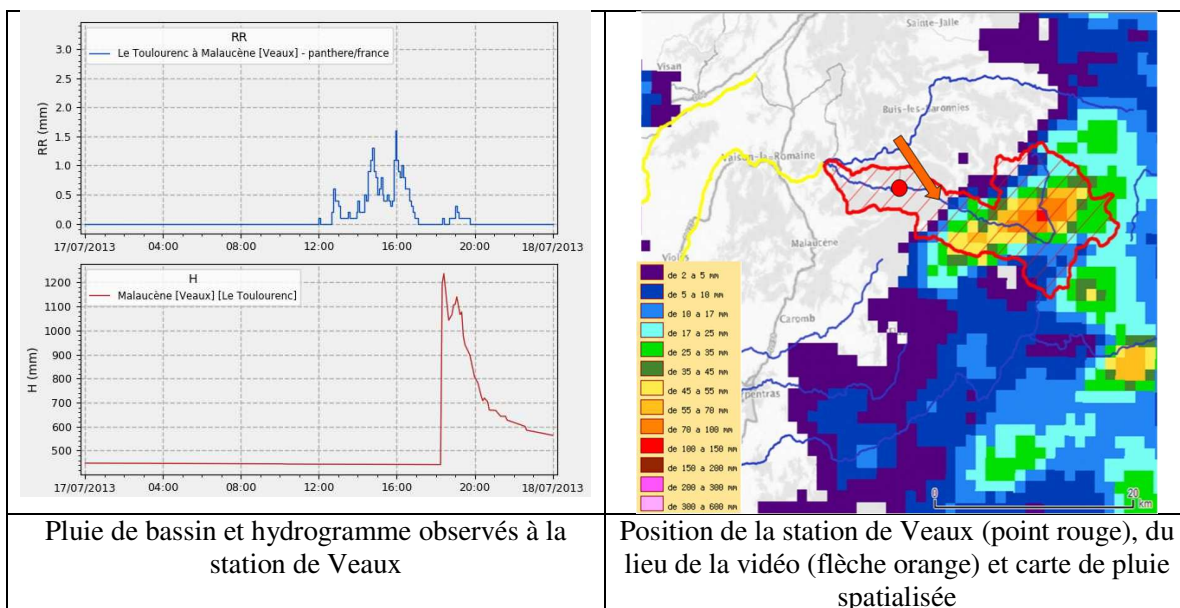 RR
Le Toulourenc à Malaucène [Veaux] - panthere/france
3.0
2.5
2.0
1.5
1.0
0.5
0.0
RR (mm)
17/07/2013 04:00 08:00 12:00 16:00 20:00 18/07/2013
H
Malaucène [Veaux] [Le Toulourenc]
1200
1100
1000
900
800
700
600
500
H (mm)
17/07/2013 04:00 08:00 12:00 16:00 20:00 18/07/2013
Sainte-Jalle
Visan
Buis-les-Baronnies
Vaison-la-Romaine
Malaucène
Caromb
de 2 a 5 mm
de 5 a 10 mm
de 10 a 17 mm
de 17 a 25 mm
de 25 a 35 mm
de 35 a 45 mm
de 45 a 55 mm
de 55 a 70 mm
de 70 a 100 mm
de 100 a 150 mm
de 150 a 200 mm
de 200 a 300 mm
de 300 a 600 mm
0 20
km
Pluie de bassin et hydrogramme observés à la
station de Veaux
Position de la station de Veaux (point rouge), du
lieu de la vidéo (flèche orange) et carte de pluie
spatialisée